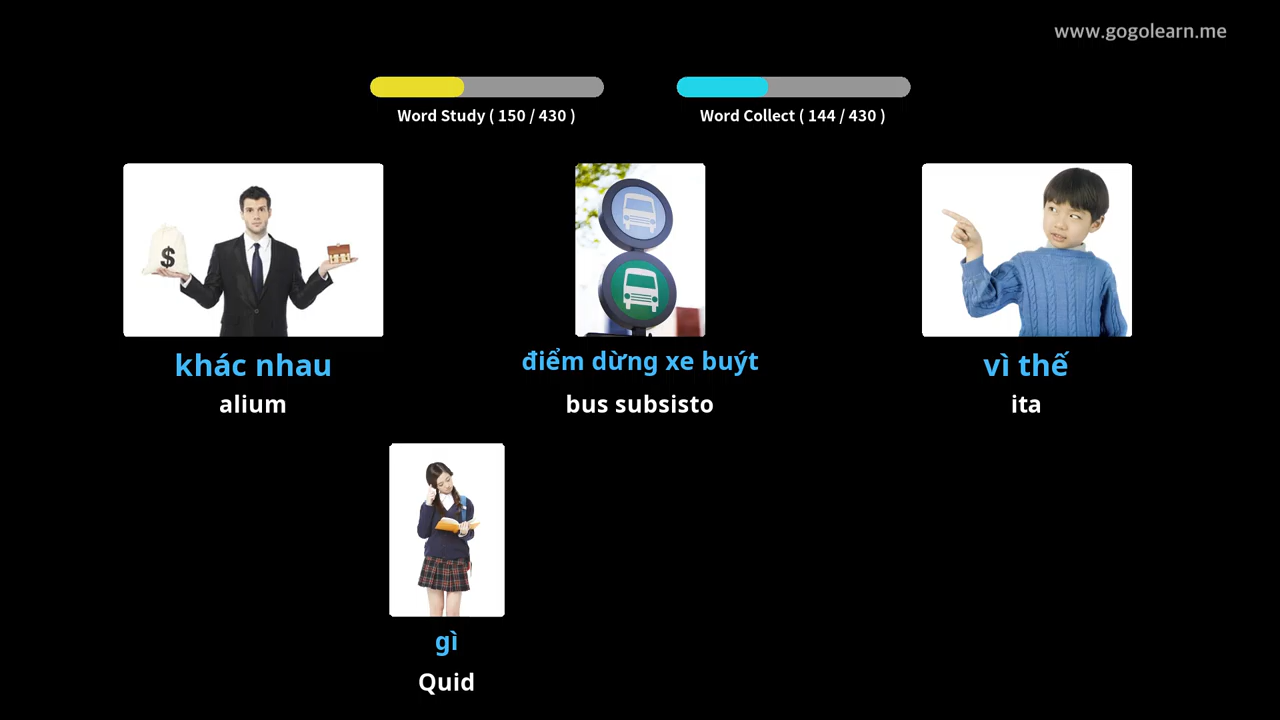 www.gogolearn.me
Word Study ( 150 / 430 )
Word Collect ( 144 / 430 )
$
khác nhau
alium
điểm dừng xe buýt
bus subsisto
vì thế
ita
gì
Quid